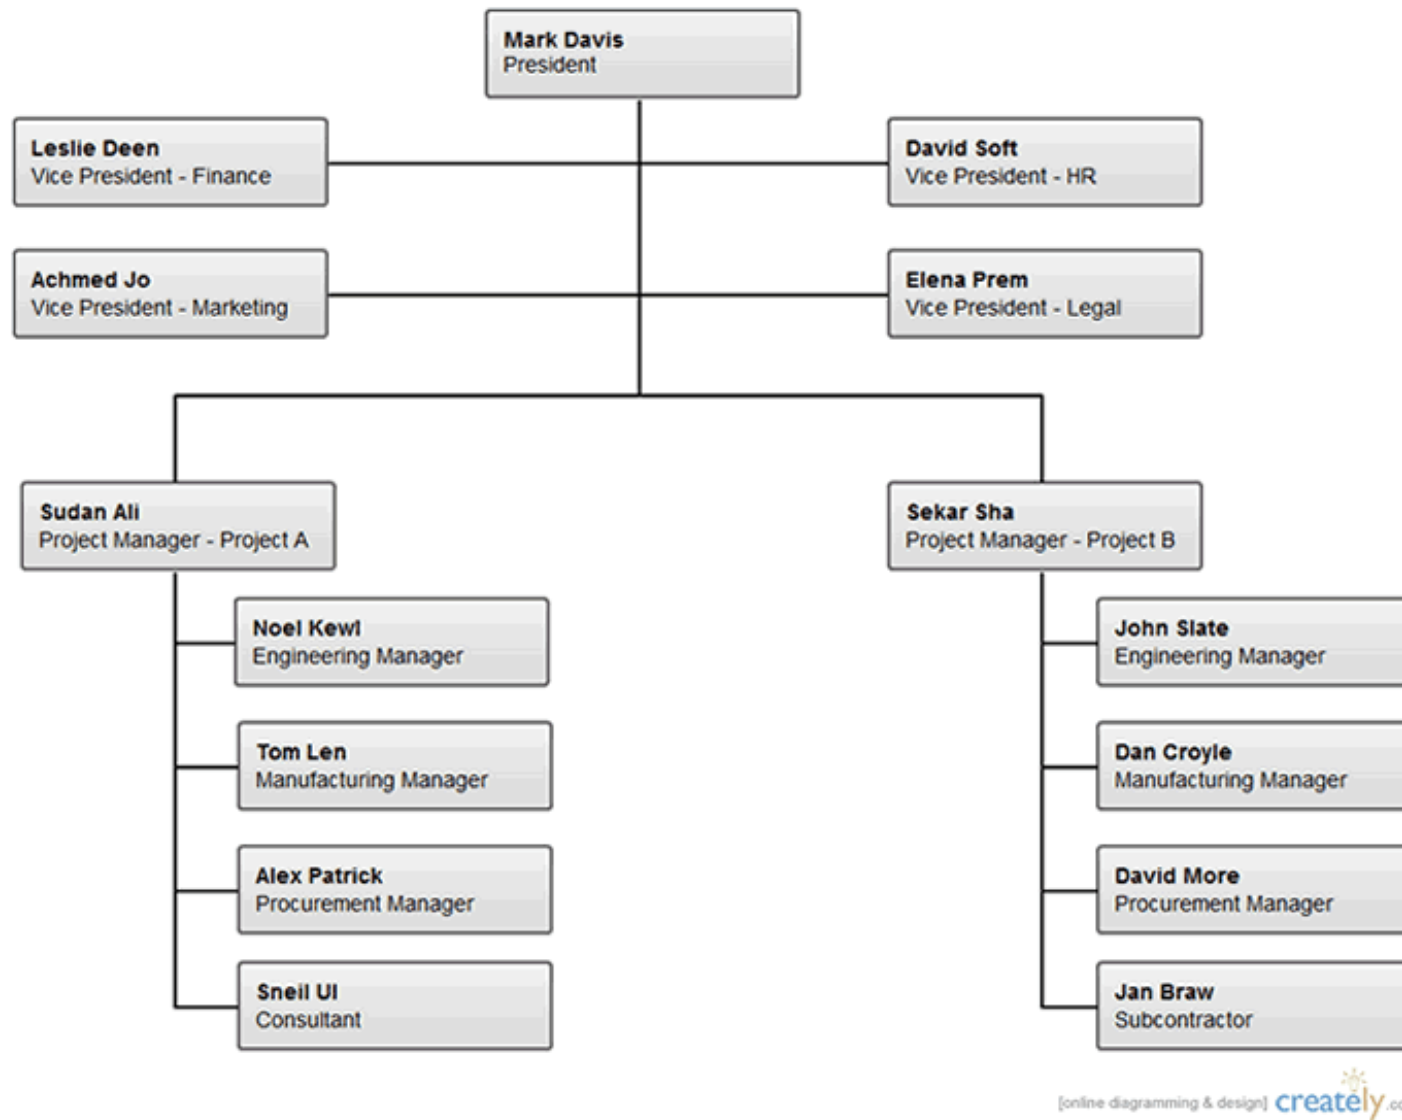 Mark Davis
President
Leslie Deen
Vice President - Finance
David Soft
Vice President - HR
Achmed Jo
Vice President - Marketing
Elena Prem
Vice President - Legal
Sudan Ali
Project Manager - Project A
Sekar Sha
Project Manager - Project B
Noel Kewl
Engineering Manager
John Slate
Engineering Manager
Tom Len
Manufacturing Manager
Dan Croyle
Manufacturing Manager
Alex Patrick
Procurement Manager
David More
Procurement Manager
Sneil Ul
Consultant
Jan Braw
Subcontractor
[online diagramming & design] creately